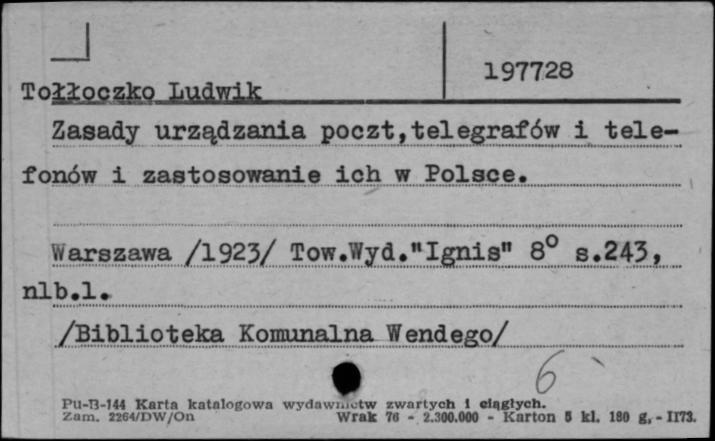 197728
Tołłoczko Ludwik
Zasady urządzania poczt,telegrafów i tele-
fonów i zastosowanie ich w Polsce.
Warszawa /1923/ Tow.Wyd."Ignis" 8° s.243,
nlb.1.
/Biblioteka Komunalna Wendego/
6
Pu-B-144 Karta katalogowa wydawnictw zwartych i ciągłych.
Zam. 2264/DW/On Wrak 76 - 2.300.000 - Karton 5 kl. 180 g, - II73.